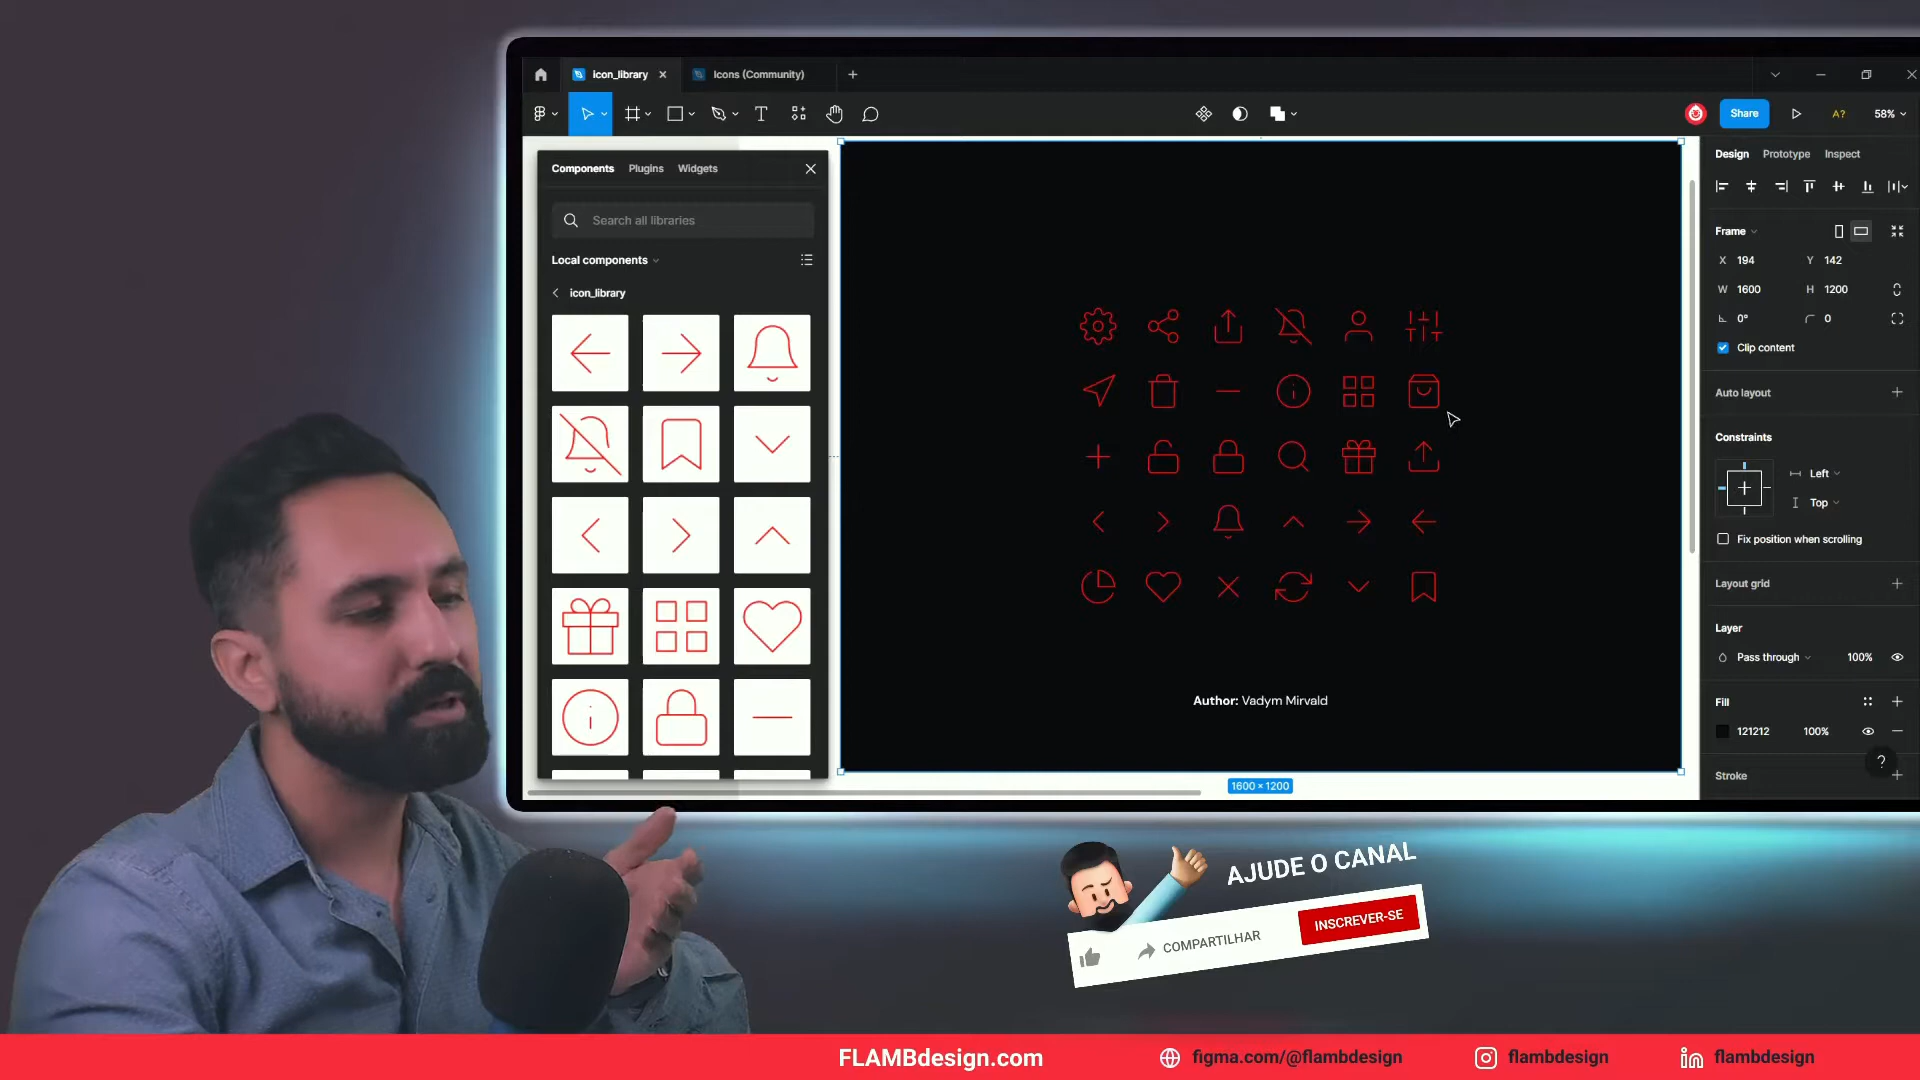 icon_library
Icons (Community)
Share
A?
58%
Components
Plugins
Widgets
Search all libraries
Local components
icon_library
Author: Vadym Mirvald
1600 × 1200
Design
Prototype
Inspect
Frame
X 194
Y 142
W 1600
H 1200
0°
0
Clip content
Auto layout
Constraints
Left
Top
Fix position when scrolling
Layout grid
Layer
Pass through
100%
Fill
121212
100%
?
Stroke
AJUDE O CANAL
COMPARTILHAR
INSCREVER-SE
FLAMBdesign.com
figma.com/@flambdesign
flambdesign
flambdesign